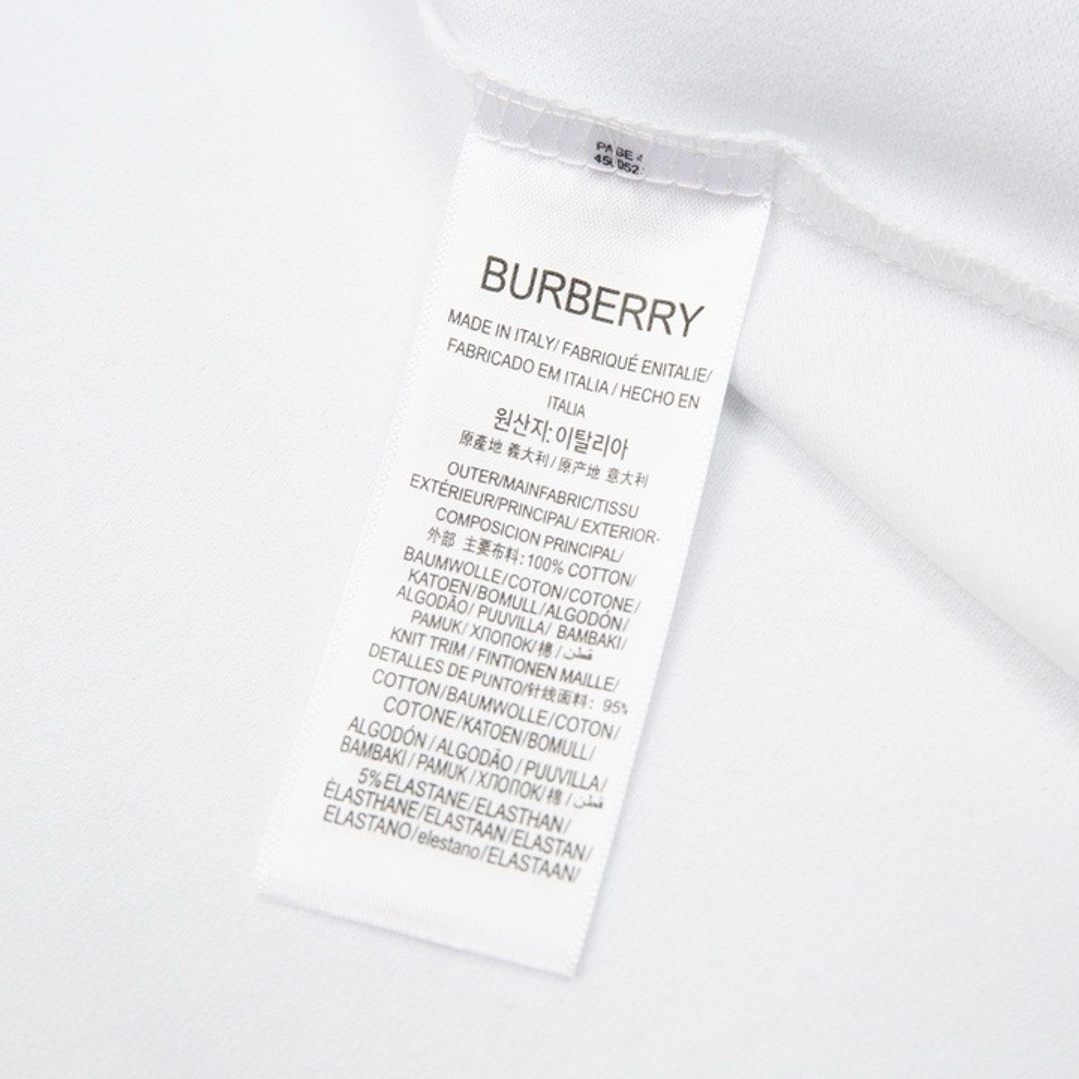 PAGE 4
BURBERRY
MADE IN ITALY/ FABRIQUÉ ENITALIE/
FABRICADO EM ITALIA / HECHO EN
ITALIA
원산지: 이탈리아
原產地 義大利/原产地 意大利
OUTER/MAINFABRIC/TISSU
EXTÉRIEUR/PRINCIPAL/ EXTERIOR-
COMPOSICION PRINCIPAL/
外部 主要布料: 100% COTTON/
BAUMWOLLE/COTON/COTONE/
KATOEN/BOMULL/ALGODÓN/
ALGODÃO/ PUUVILLA/ BAMBAKI/
PAMUK/ ХЛОПОК/棉 / قطن
KNIT TRIM / FINTIONEN MAILLE/
DETALLES DE PUNTO/针线面料: 95%
COTTON/BAUMWOLLE/COTON/
COTONE/KATOEN/BOMULL/
ALGODÓN / ALGODÃO / PUUVILLA/
BAMBAKI / PAMUK / ХЛОПОК/棉 / قطن
5% ELASTANE/ELASTHAN/
ÉLASTHANE/ELASTAAN/ELASTAN/
ELASTANO/elestano/ELASTAAN/